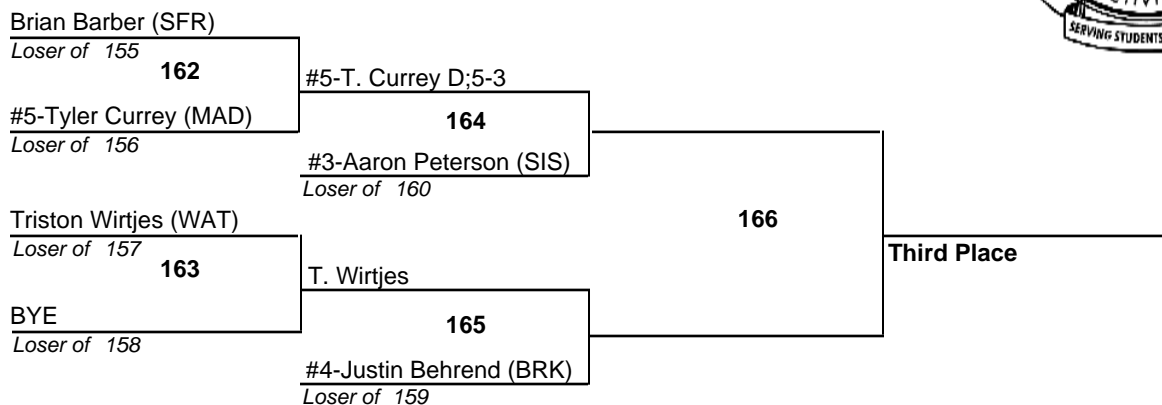 SERVING STUDENTS
Brian Barber (SFR)
Loser of 155
162
#5-T. Currey D;5-3
#5-Tyler Currey (MAD)
Loser of 156
164
#3-Aaron Peterson (SIS)
Loser of 160
Triston Wirtjes (WAT)
Loser of 157
163
166
Third Place
T. Wirtjes
BYE
Loser of 158
165
#4-Justin Behrend (BRK)
Loser of 159